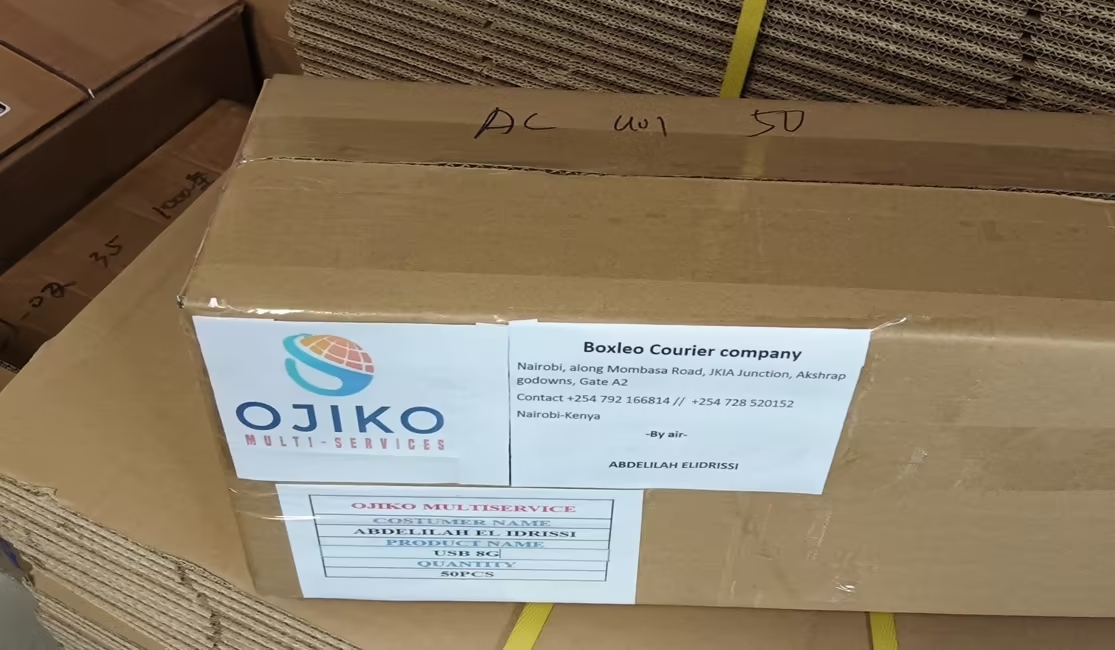 AC 50
35
OJIKO
MULTI-SERVICES
Boxleo Courier company
Nairobi, along Mombasa Road, JKIA Junction, Akshrap
godowns, Gate A2
Contact +254 792 166814 // +254 728 520152
Nairobi-Kenya
-By air-
ABDELILAH ELIDRISSI
OJIKO MULTISERVICE
COSTUMER NAME
ABDELILAH EL IDRISSI
PRODUCT NAME
USB 8G
QUANTITY
50PCS